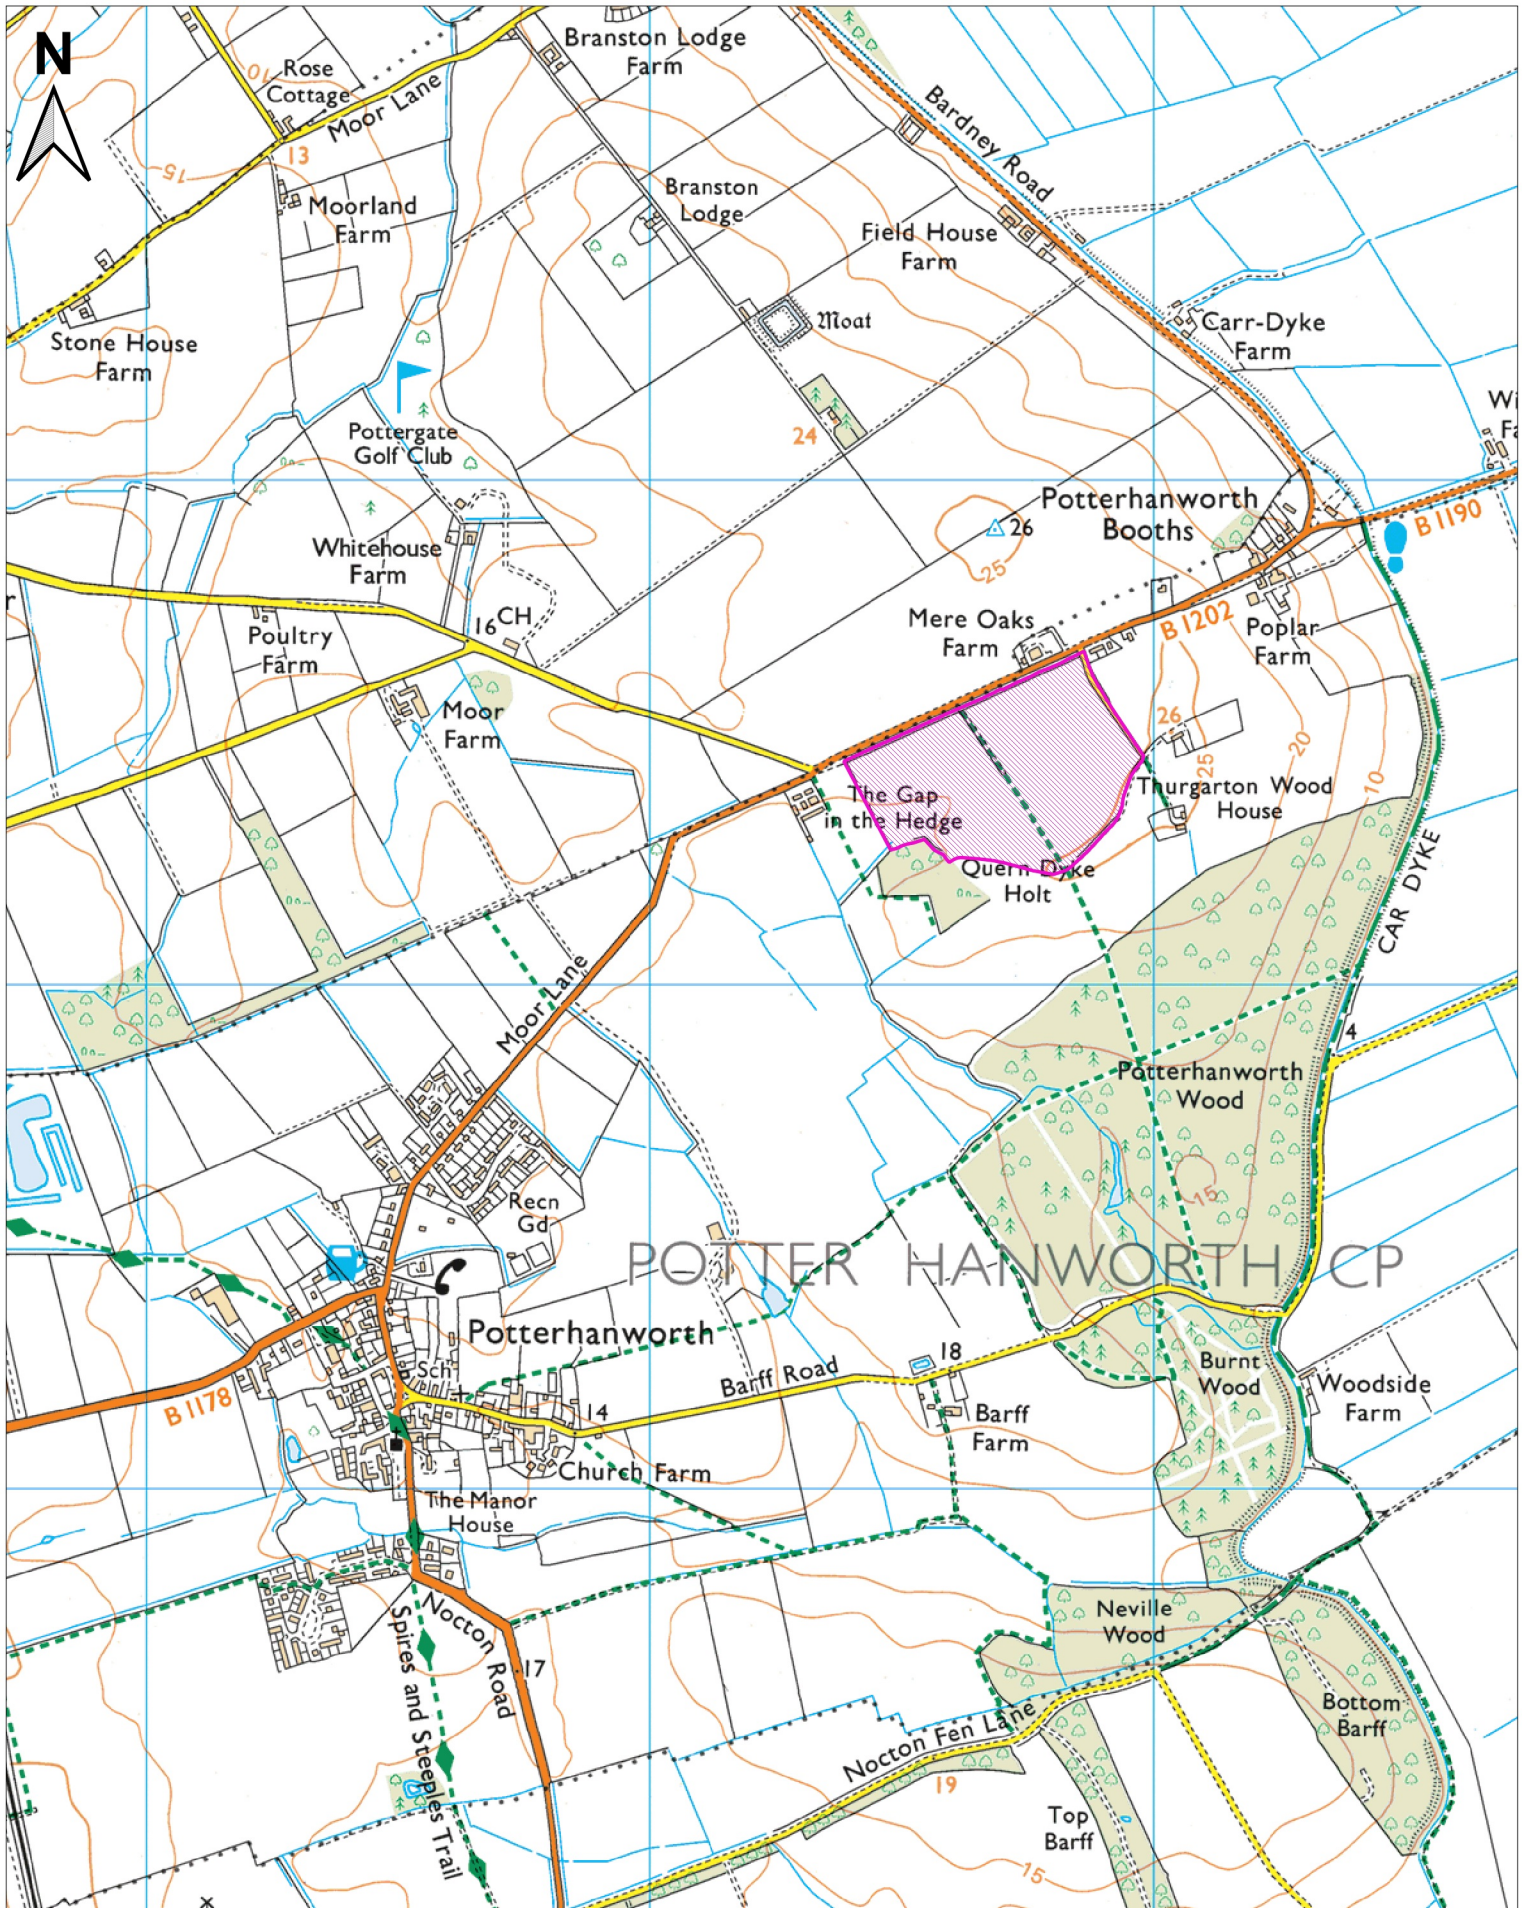 N
Branston Lodge
Farm
Rose
Cottage
10
Moor Lane
13
15
Bardney Road
Moorland
Farm
Branston
Lodge
Field House
Farm
Stone House
Farm
Moat
Carr-Dyke
Farm
Wi
Fa
Pottergate
Golf Club
24
Potterhanworth
Booths
26
25
B 1190
Whitehouse
Farm
r
16
CH
Mere Oaks
Farm
B 1202
Poplar
Farm
Poultry
Farm
Moor
Farm
26
25
20
10
The Gap
in the Hedge
Thurgarton Wood
House
Quern Dyke
Holt
CAR DYKE
Moor Lane
4
Potterhanworth
Wood
15
Recn
Gd
POTTER HANWORTH CP
Potterhanworth
Sch
B 1178
Barff Road
18
14
Burnt
Wood
Woodside
Farm
Barff
Farm
Church Farm
The Manor
House
Nocton Road
17
Spires and Steeples Trail
Neville
Wood
Bottom
Barff
Nocton Fen Lane
19
Top
Barff
15